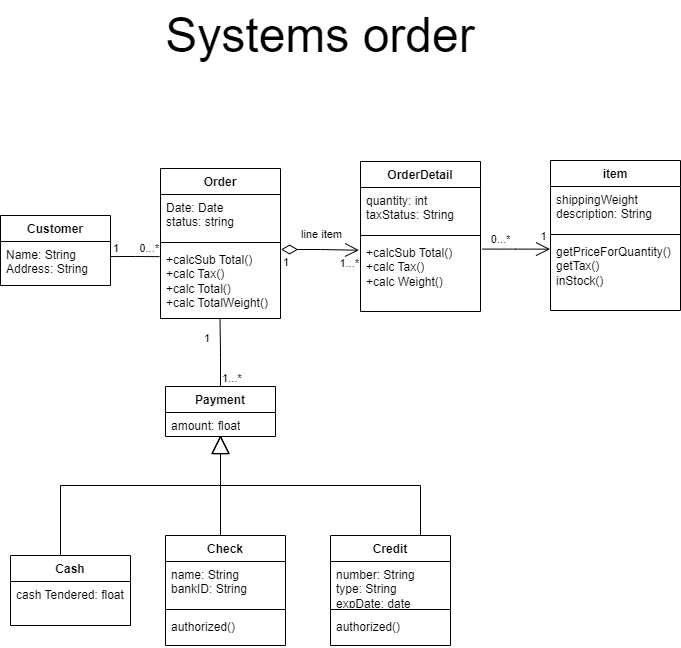 Systems order
Customer
Name: String
Address: String
1
0...*
Order
Date: Date
status: string
+calcSub Total()
+calc Tax()
+calc Total()
+calc TotalWeight()
line item
1
1...*
OrderDetail
quantity: int
taxStatus: String
+calcSub Total()
+calc Tax()
+calc Weight()
0...*
1
item
shippingWeight
description: String
getPriceForQuantity()
getTax()
inStock()
1
1...*
Payment
amount: float
Cash
cash Tendered: float
Check
name: String
bankID: String
authorized()
Credit
number: String
type: String
expDate: date
authorized()